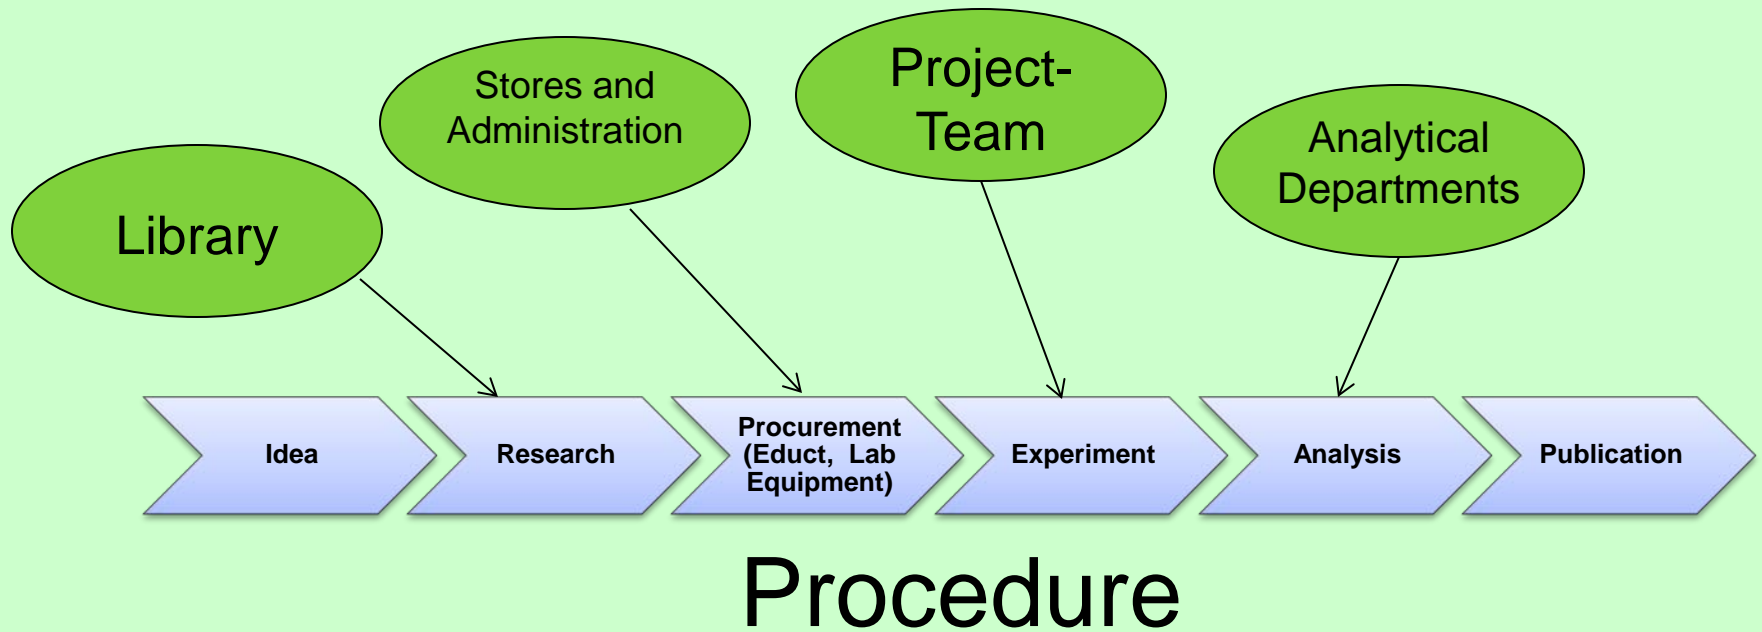 Project-
Team
Stores and
Administration
Analytical
Departments
Library
Idea
Research
Procurement
(Educt, Lab
Equipment)
Experiment
Analysis
Publication
Procedure